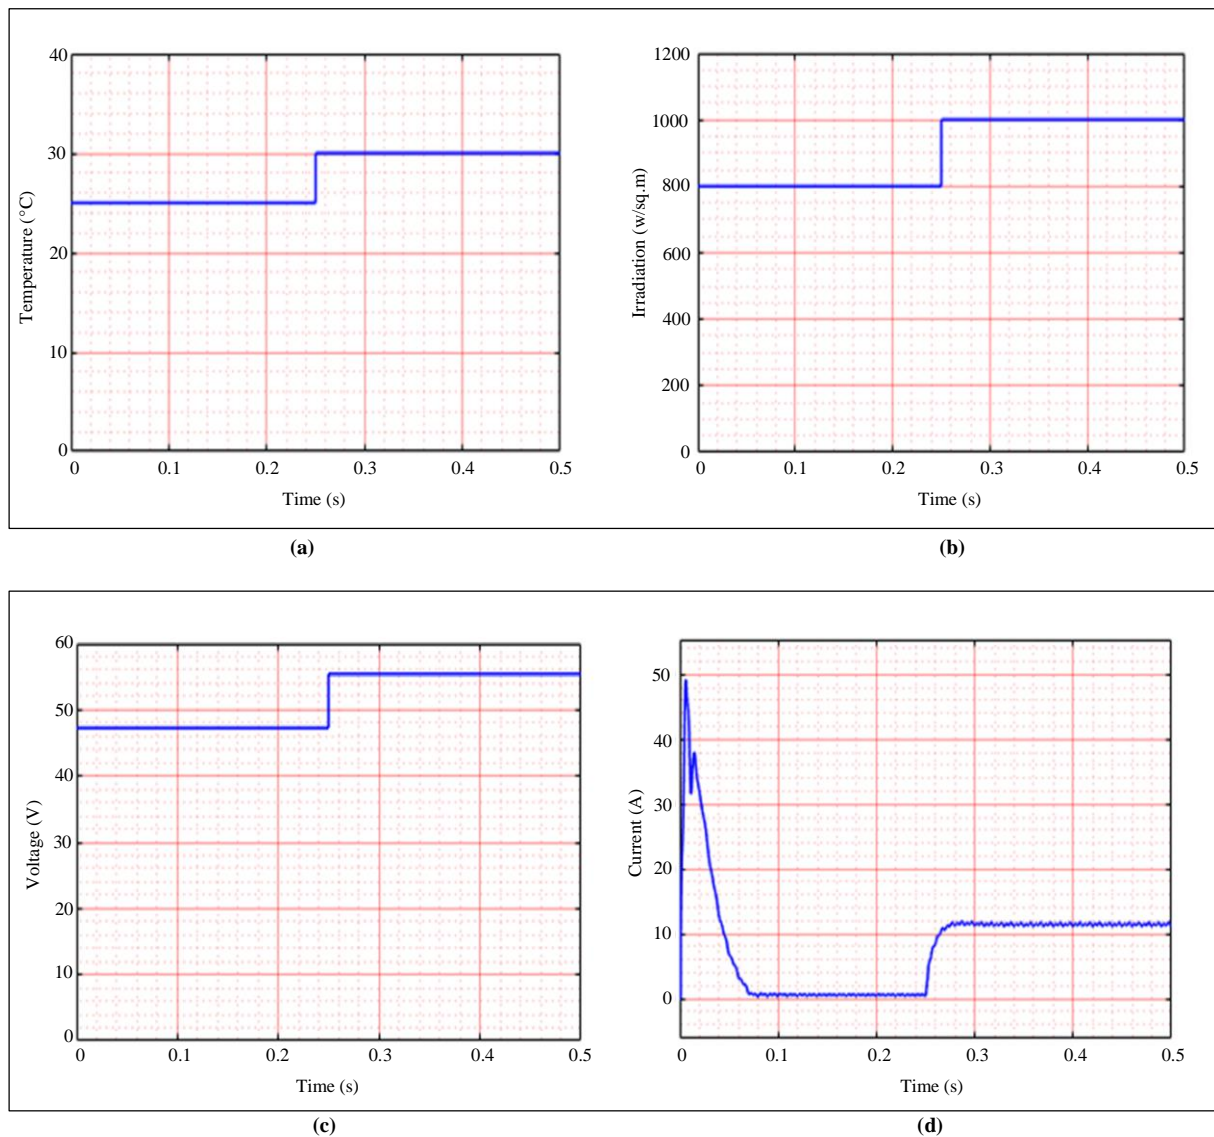 40
30
20
10
0
Temperature (°C)
0 0.1 0.2 0.3 0.4 0.5
Time (s)
(a)
1200
1000
800
600
400
200
0
Irradiation (w/sq.m)
0 0.1 0.2 0.3 0.4 0.5
Time (s)
(b)
60
50
40
30
20
10
0
Voltage (V)
0 0.1 0.2 0.3 0.4 0.5
Time (s)
(c)
50
40
30
20
10
0
Current (A)
0 0.1 0.2 0.3 0.4 0.5
Time (s)
(d)